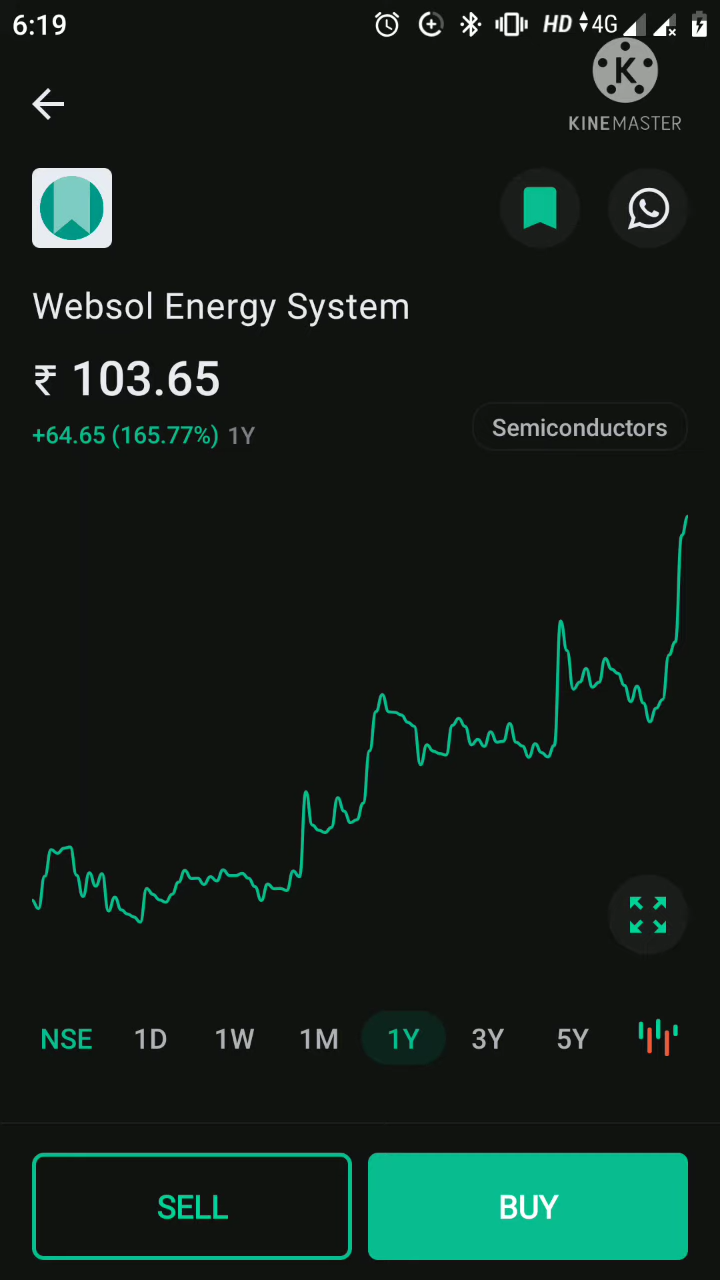 6:19
HD 4G
K
KINEMASTER
Websol Energy System
₹ 103.65
+64.65 (165.77%) 1Y
Semiconductors
NSE 1D 1W 1M 1Y 3Y 5Y
SELL BUY